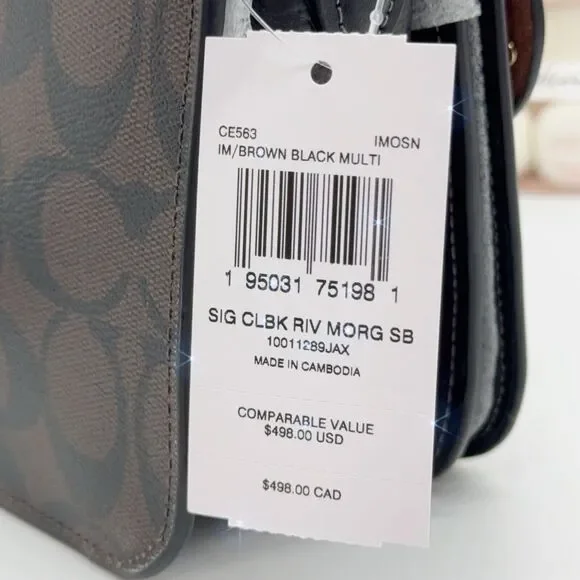 CE563 IMOSN
IM/BROWN BLACK MULTI
1 95031 75198 1
SIG CLBK RIV MORG SB
10011289JAX
MADE IN CAMBODIA
COMPARABLE VALUE
$498.00 USD
$498.00 CAD